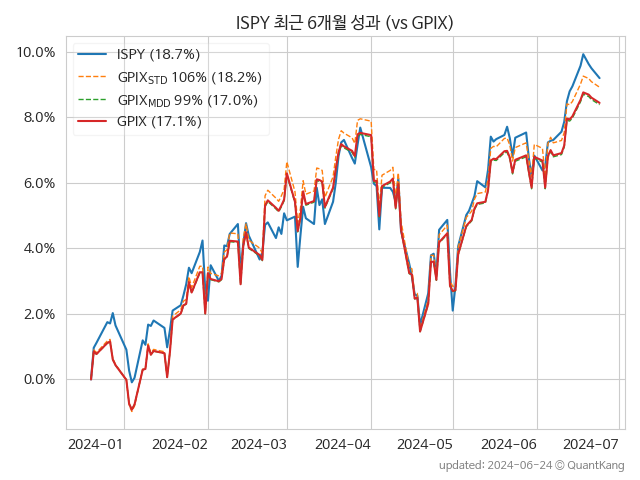 ISPY 최근 6개월 성과 (vs GPIX)
ISPY (18.7%)
GPIX_STD 106% (18.2%)
GPIX_MDD 99% (17.0%)
GPIX (17.1%)
10.0%
8.0%
6.0%
4.0%
2.0%
0.0%
2024-01 2024-02 2024-03 2024-04 2024-05 2024-06 2024-07
updated: 2024-06-24 © QuantKang